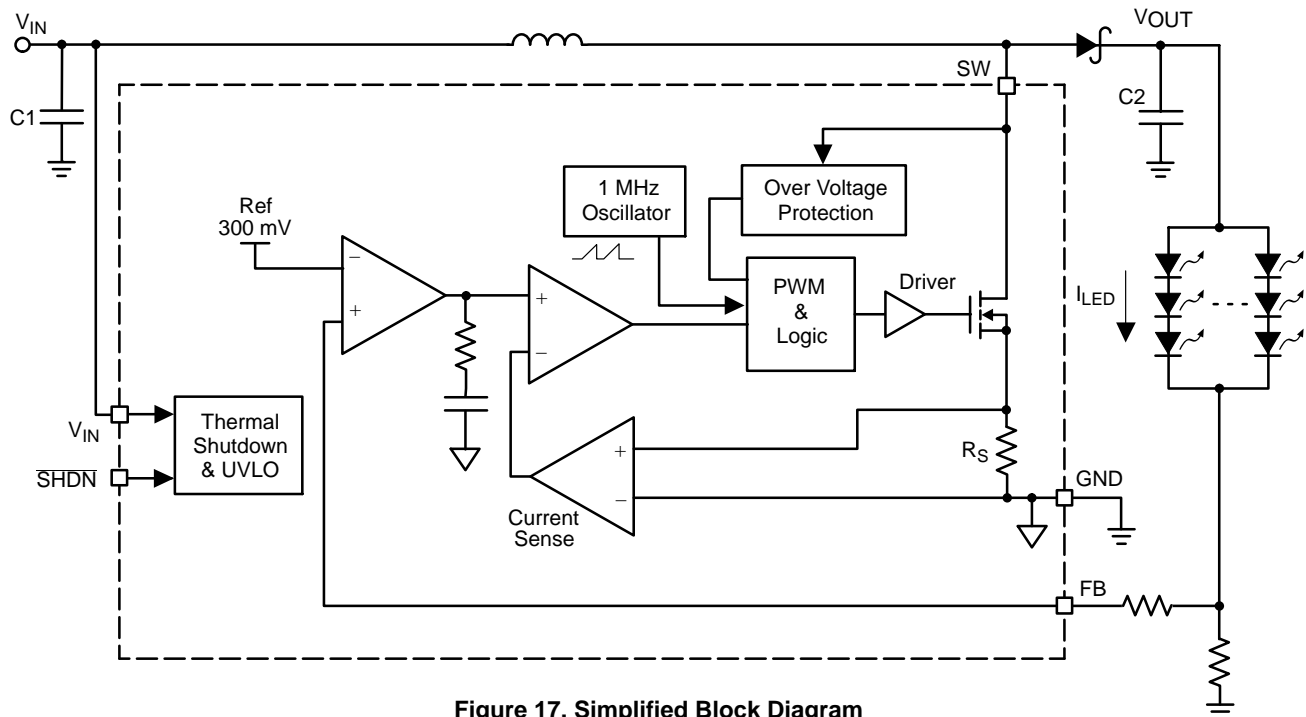 VIN
VOUT
SW
C1
C2
1 MHz
Oscillator
Over Voltage
Protection
Ref
300 mV
−
+
+
−
PWM
&
Logic
Driver
ILED
VIN
SHDN
Thermal
Shutdown
& UVLO
+
−
Current
Sense
RS
GND
FB
Figure 17. Simplified Block Diagram